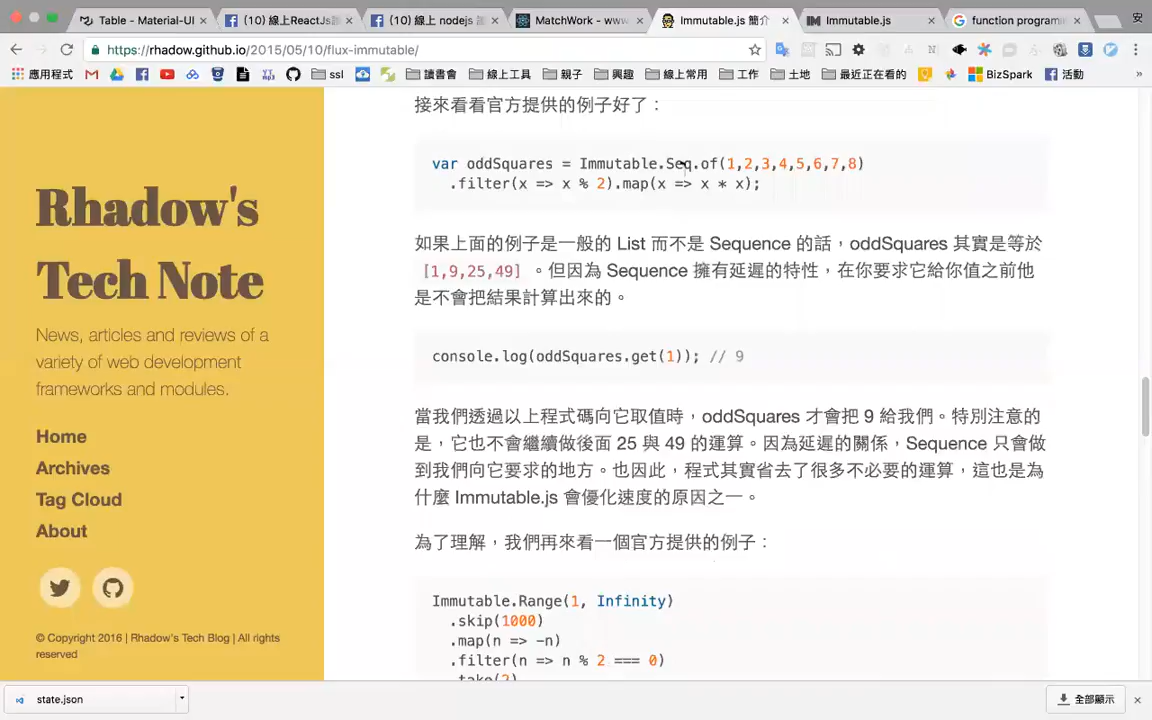 Table - Material-UI
(10) 線上ReactJs讀
(10) 線上 nodejs 讀
MatchWork - www
Immutable.js 簡介
Immutable.js
function programi
安
https://rhadow.github.io/2015/05/10/flux-immutable/
應用程式
ssl
讀書會
線上工具
親子
興趣
線上常用
工作
土地
最近正在看的
BizSpark
活動
»
Rhadow's
Tech Note
News, articles and reviews of a
variety of web development
frameworks and modules.
Home
Archives
Tag Cloud
About
© Copyright 2016 | Rhadow's Tech Blog | All rights
reserved
接來看看官方提供的例子好了：
var oddSquares = Immutable.Seq.of(1,2,3,4,5,6,7,8)
.filter(x => x % 2).map(x => x * x);
如果上面的例子是一般的 List 而不是 Sequence 的話，oddSquares 其實是等於
[1,9,25,49] 。但因為 Sequence 擁有延遲的特性，在你要求它給你值之前他
是不會把結果計算出來的。
console.log(oddSquares.get(1)); // 9
當我們透過以上程式碼向它取值時，oddSquares 才會把 9 給我們。特別注意的
是，它也不會繼續做後面 25 與 49 的運算。因為延遲的關係，Sequence 只會做
到我們向它要求的地方。也因此，程式其實省去了很多不必要的運算，這也是為
什麼 Immutable.js 會優化速度的原因之一。
為了理解，我們再來看一個官方提供的例子：
Immutable.Range(1, Infinity)
.skip(1000)
.map(n => -n)
.filter(n => n % 2 === 0)
.take(2)
state.json
全部顯示